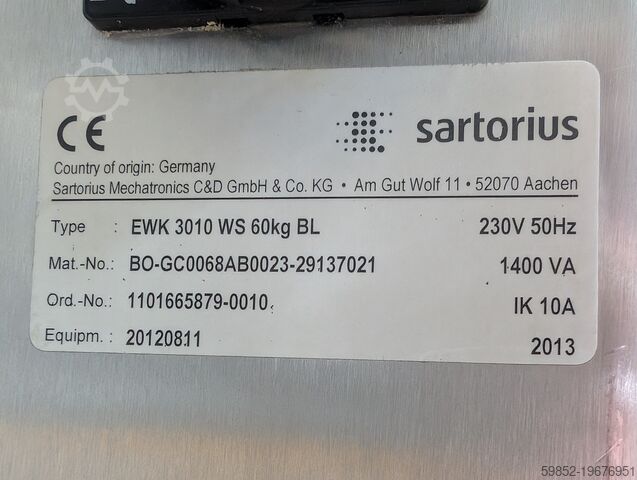 CE
sartorius
Country of origin: Germany
Sartorius Mechatronics C&D GmbH & Co. KG • Am Gut Wolf 11 • 52070 Aachen
Type : EWK 3010 WS 60kg BL 230V 50Hz
Mat.-No.: BO-GC0068AB0023-29137021 1400 VA
Ord.-No.: 1101665879-0010 IK 10A
Equipm. : 20120811 2013
59852-19676951